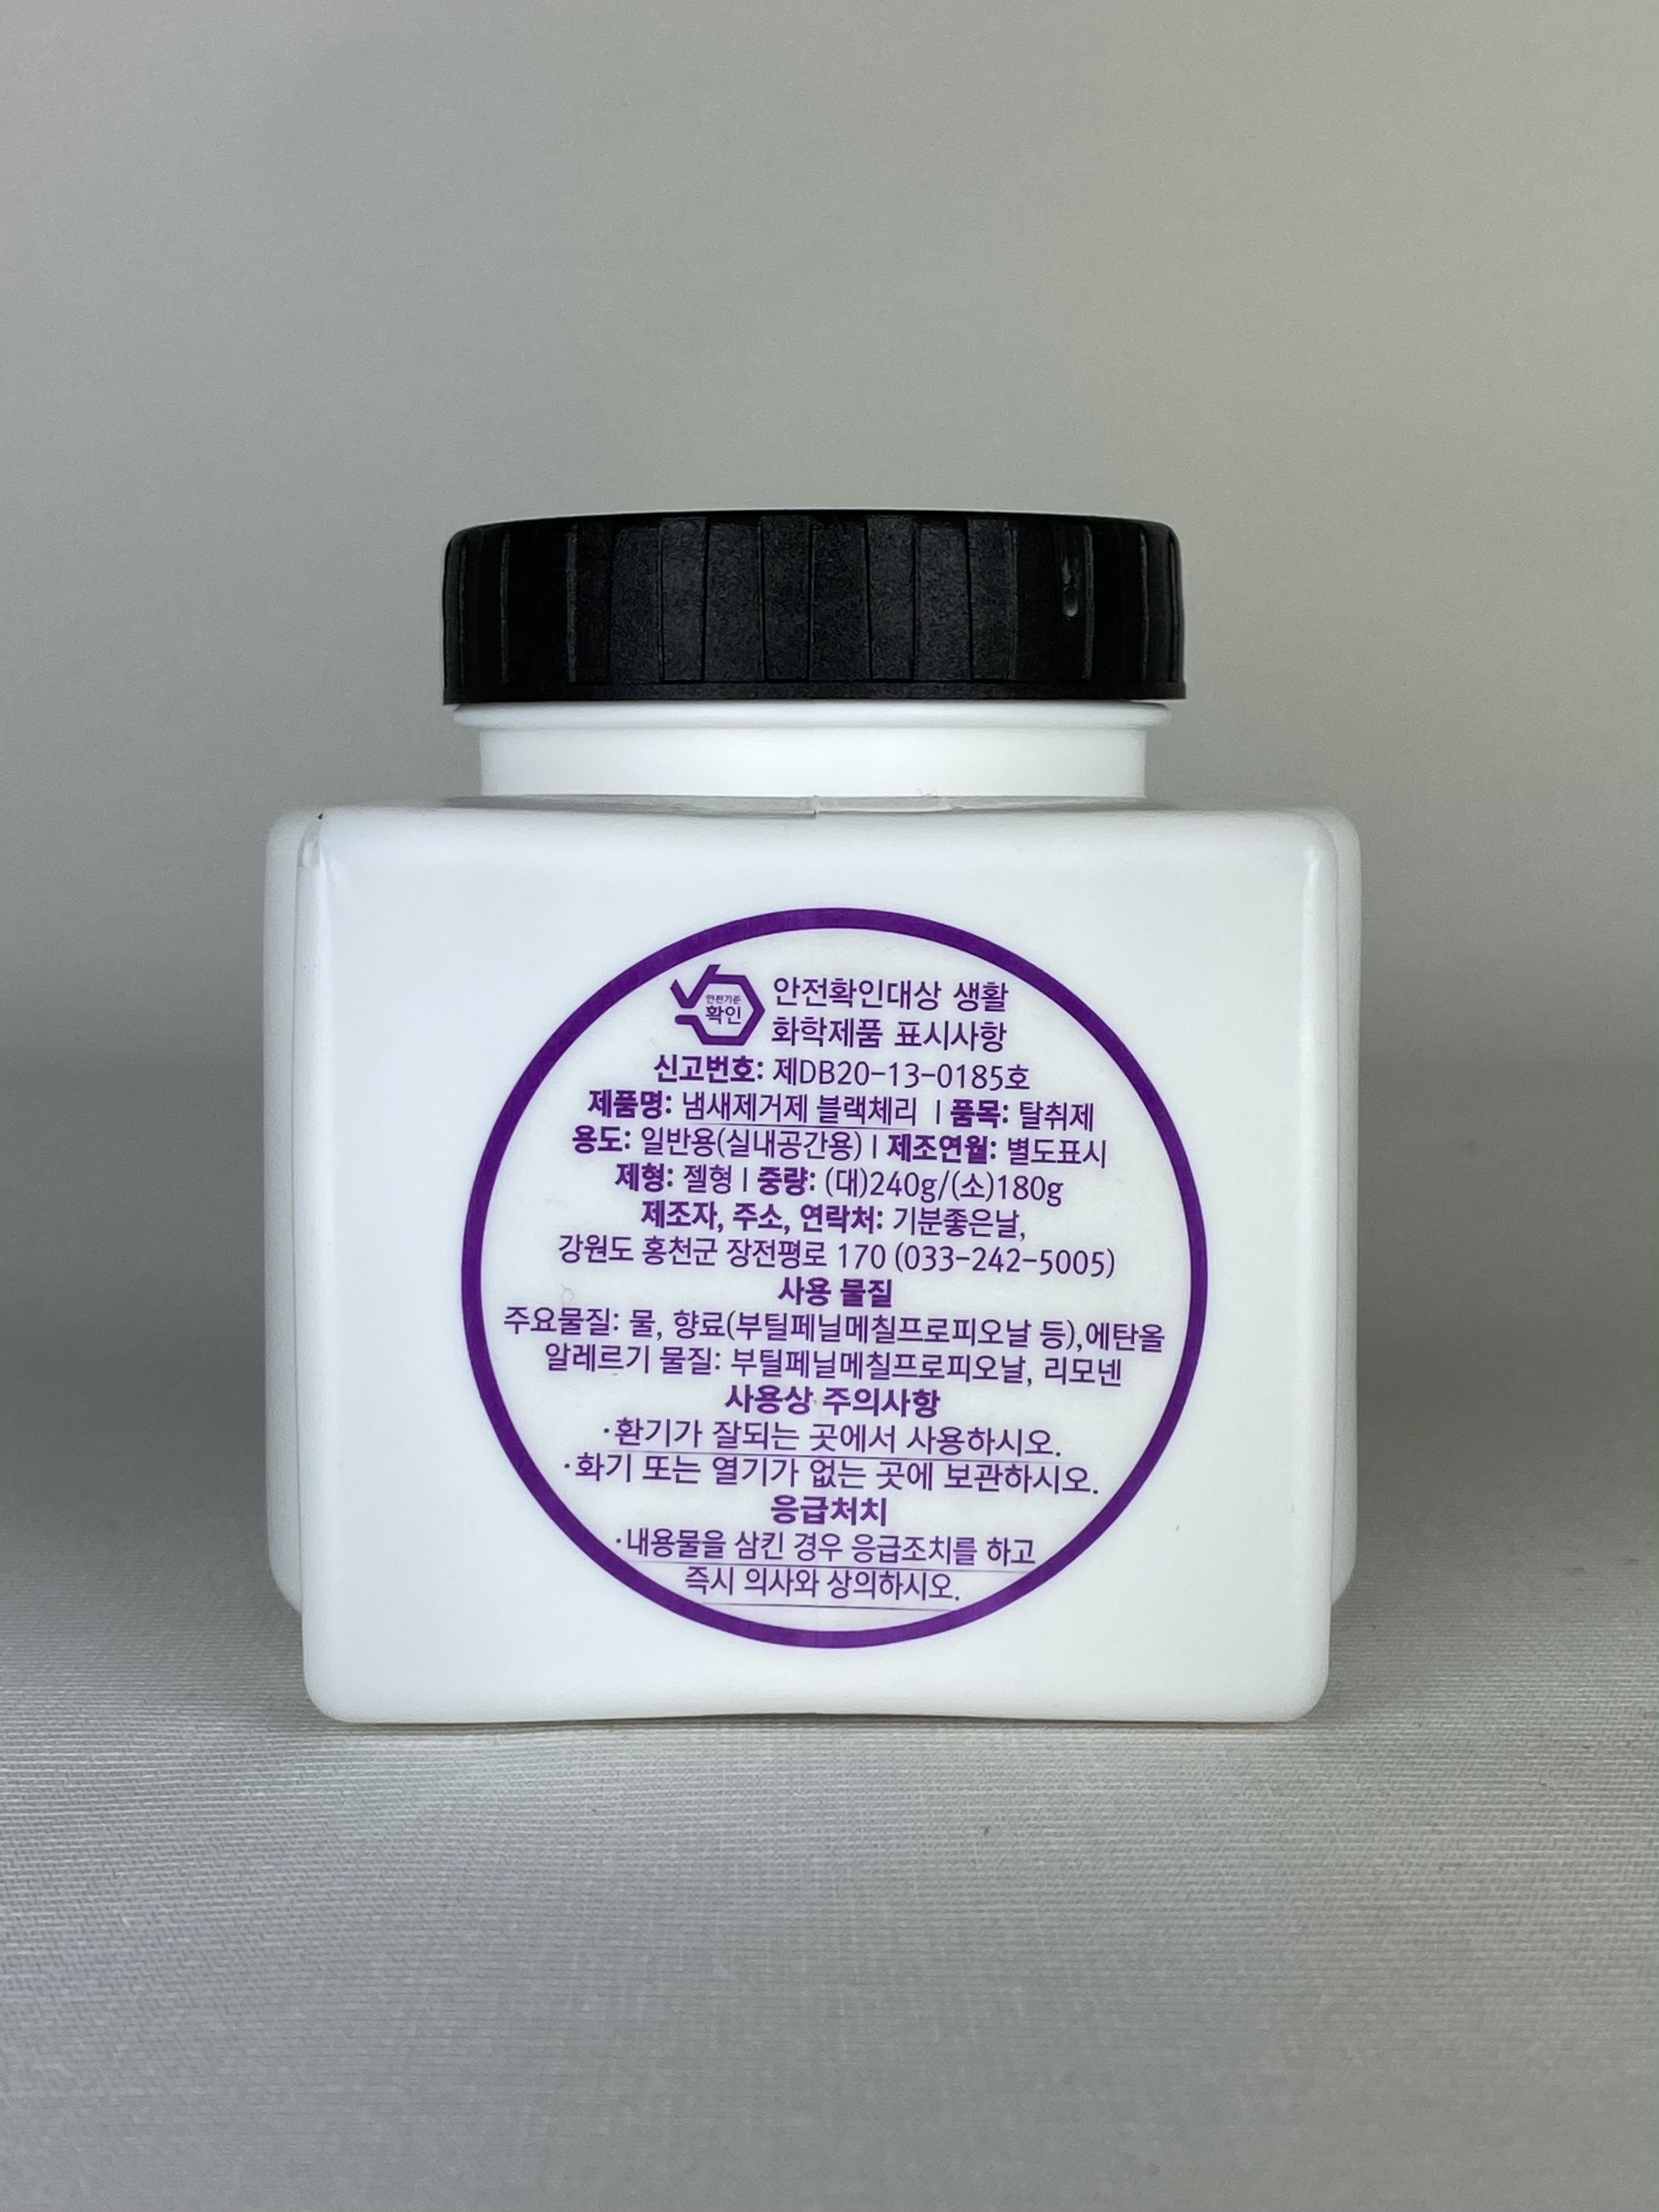 안전기준
확인
안전확인대상 생활
화학제품 표시사항
신고번호: 제DB20-13-0185호
제품명: 냄새제거제 블랙체리 | 품목: 탈취제
용도: 일반용(실내공간용) | 제조연월: 별도표시
제형: 젤형 | 중량: (대)240g/(소)180g
제조자, 주소, 연락처: 기분좋은날,
강원도 홍천군 장전평로 170 (033-242-5005)
사용 물질
주요물질: 물, 향료(부틸페닐메칠프로피오날 등),에탄올
알레르기 물질: 부틸페닐메칠프로피오날, 리모넨
사용상 주의사항
·환기가 잘되는 곳에서 사용하시오.
·화기 또는 열기가 없는 곳에 보관하시오.
응급처치
·내용물을 삼킨 경우 응급조치를 하고
즉시 의사와 상의하시오.